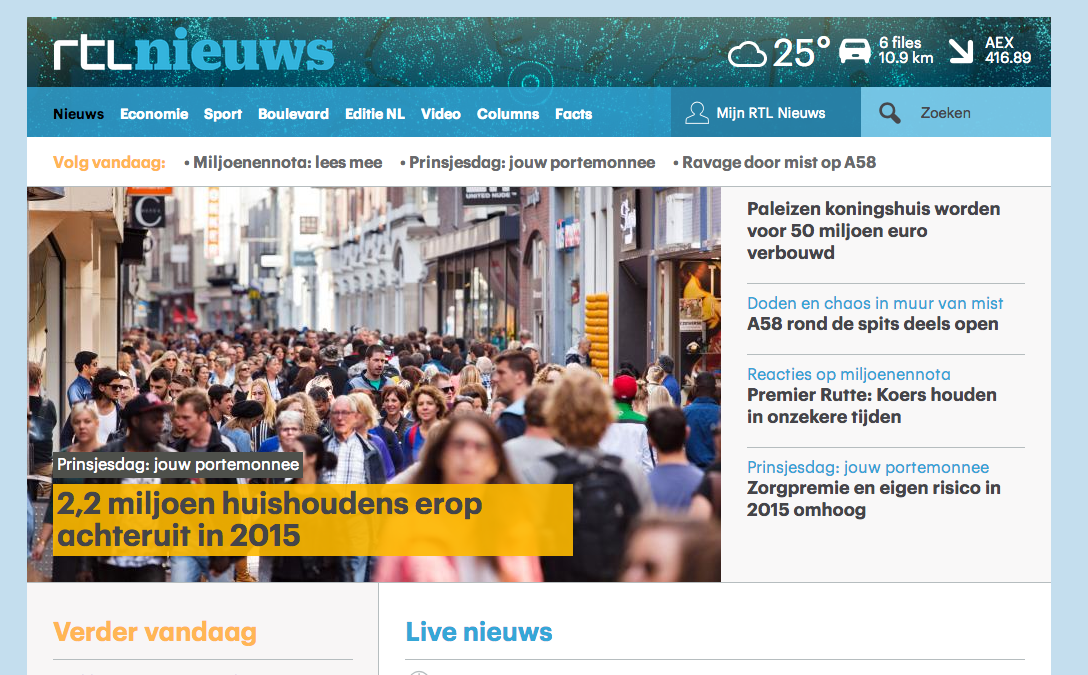 rtlnieuws
25°
6 files
10.9 km
AEX
416.89
Nieuws Economie Sport Boulevard Editie NL Video Columns Facts
Mijn RTL Nieuws
Zoeken
Volg vandaag: • Miljoenennota: lees mee • Prinsjesdag: jouw portemonnee • Ravage door mist op A58
C
UNITED NUDE
Prinsjesdag: jouw portemonnee
2,2 miljoen huishoudens erop
achteruit in 2015
Paleizen koningshuis worden
voor 50 miljoen euro
verbouwd
Doden en chaos in muur van mist
A58 rond de spits deels open
Reacties op miljoenennota
Premier Rutte: Koers houden
in onzekere tijden
Prinsjesdag: jouw portemonnee
Zorgpremie en eigen risico in
2015 omhoog
Verder vandaag
Live nieuws